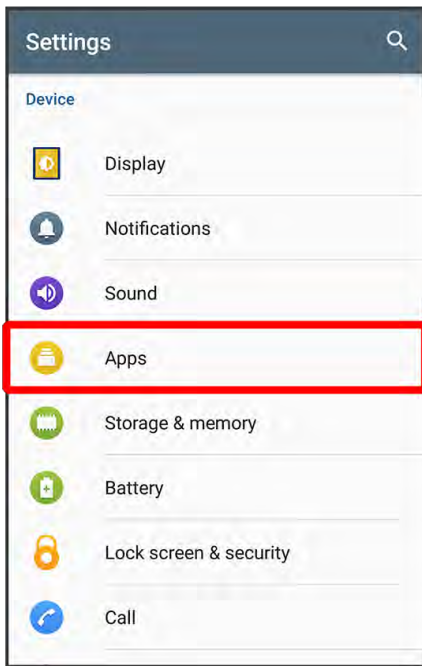 Settings
Device
Display
Notifications
Sound
Apps
Storage & memory
Battery
Lock screen & security
Call